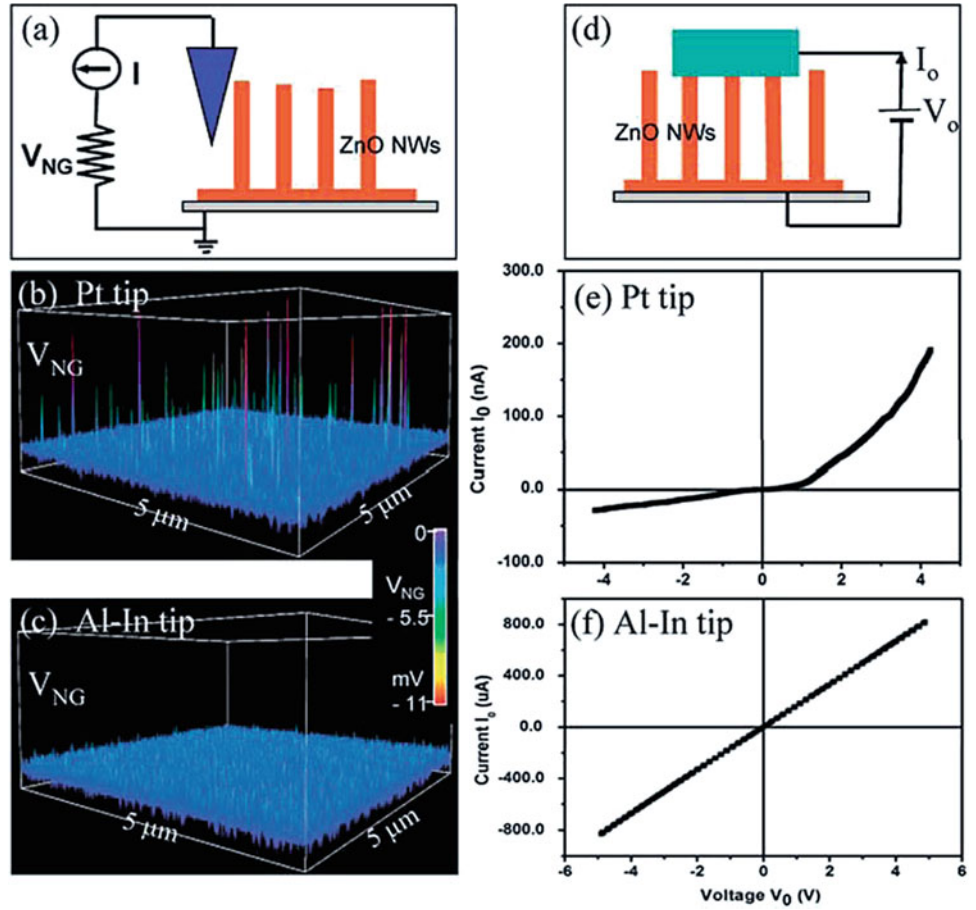 (a)
I
V_NG
ZnO NWs
(d)
I_o
V_o
ZnO NWs
(b) Pt tip
V_NG
5 μm
5 μm
0
V_NG
- 5.5
mV
- 11
(c) Al-In tip
V_NG
5 μm
5 μm
(e) Pt tip
Current I_0 (nA)
300.0
200.0
100.0
0.0
-100.0
-4 -2 0 2 4
(f) Al-In tip
Current I_0 (uA)
800.0
400.0
0.0
-400.0
-800.0
-6 -4 -2 0 2 4 6
Voltage V_0 (V)